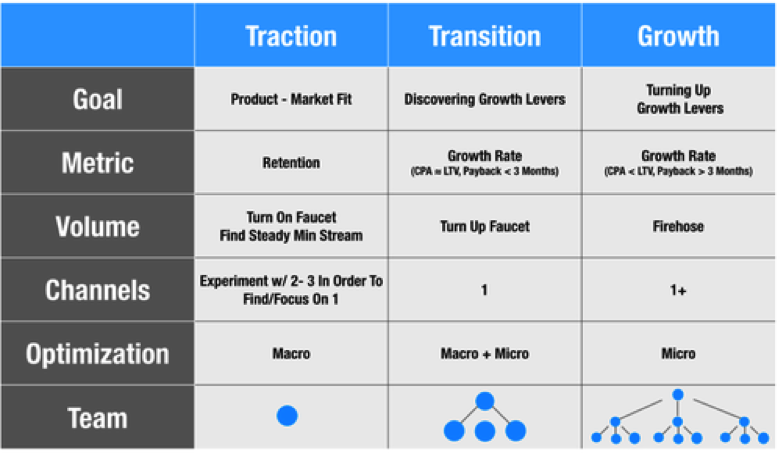 Traction Transition Growth
Goal
Product - Market Fit
Discovering Growth Levers
Turning Up
Growth Levers
Metric
Retention
Growth Rate
(CPA = LTV, Payback < 3 Months)
Growth Rate
(CPA < LTV, Payback > 3 Months)
Volume
Turn On Faucet
Find Steady Min Stream
Turn Up Faucet
Firehose
Channels
Experiment w/ 2- 3 In Order To
Find/Focus On 1
1
1+
Optimization
Macro
Macro + Micro
Micro
Team